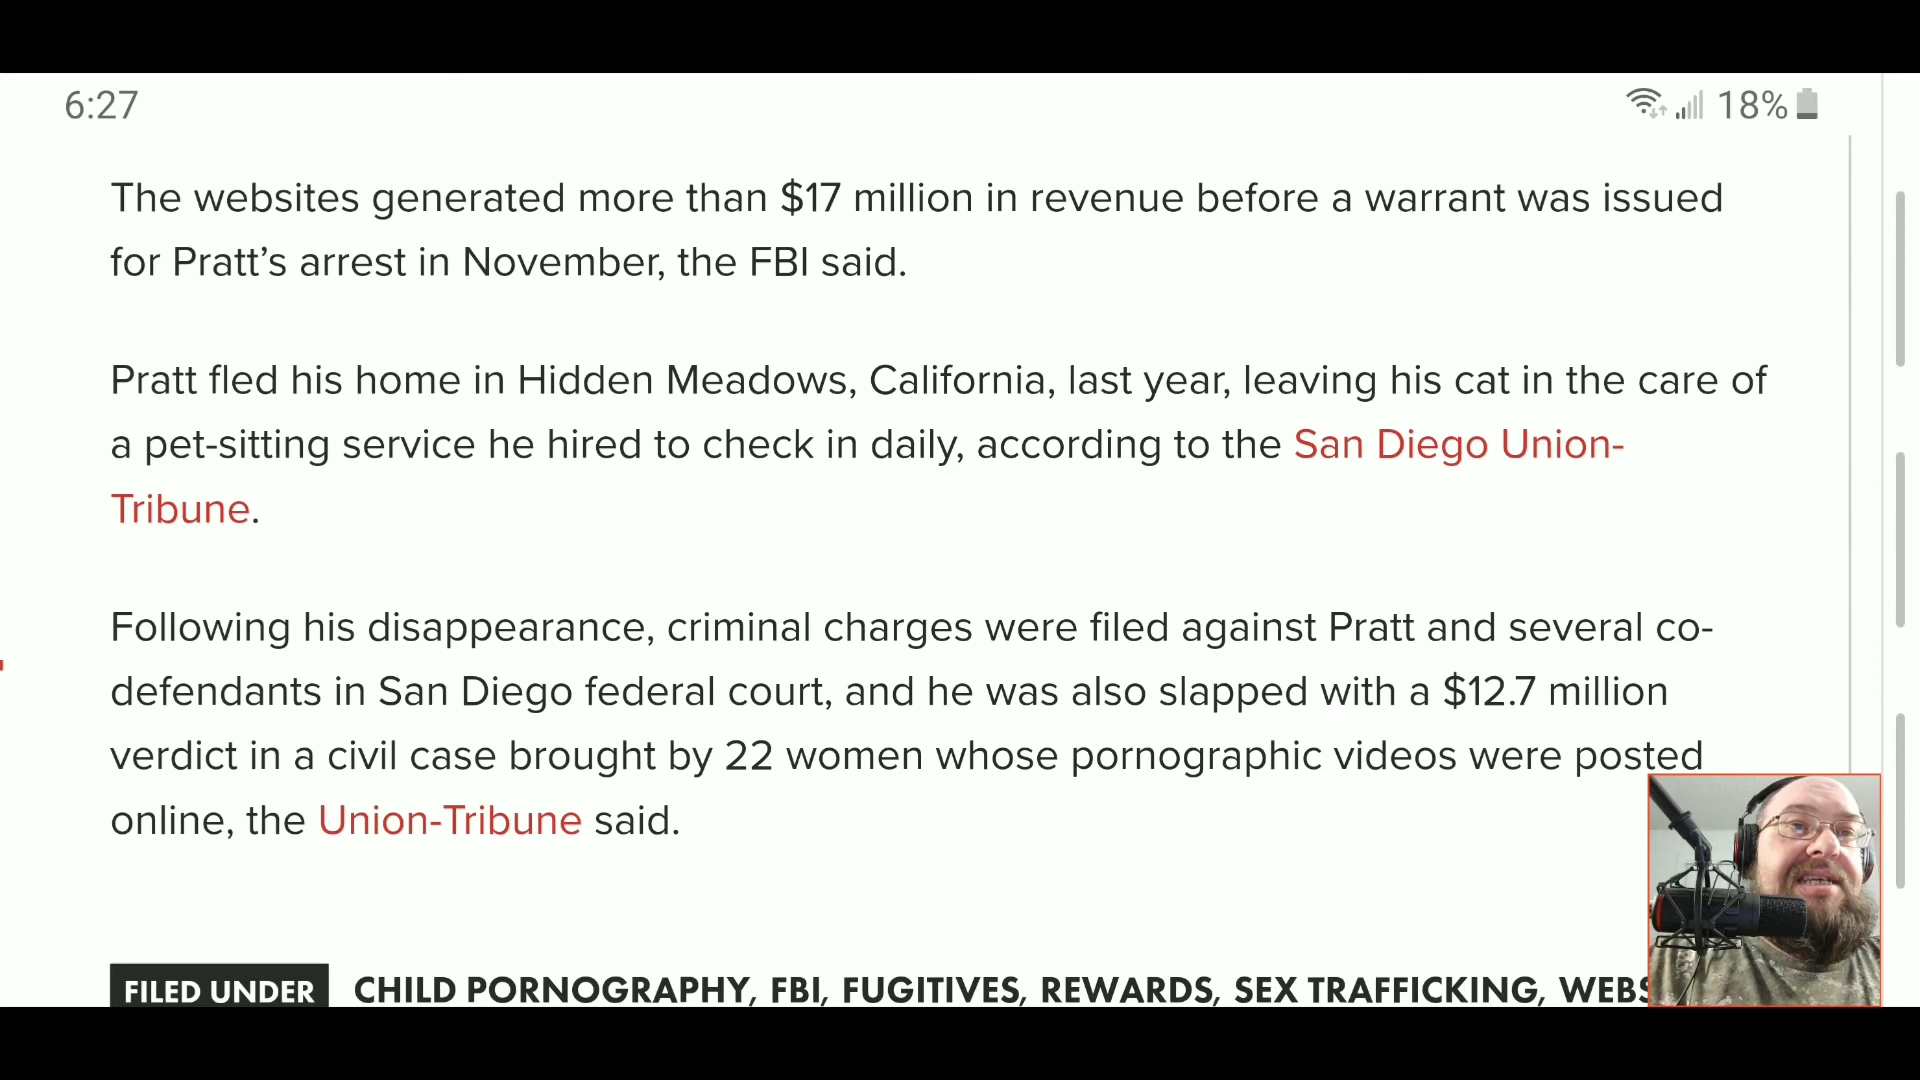 6:27
18%
The websites generated more than $17 million in revenue before a warrant was issued
for Pratt’s arrest in November, the FBI said.
Pratt fled his home in Hidden Meadows, California, last year, leaving his cat in the care of
a pet-sitting service he hired to check in daily, according to the San Diego Union-
Tribune.
Following his disappearance, criminal charges were filed against Pratt and several co-
defendants in San Diego federal court, and he was also slapped with a $12.7 million
verdict in a civil case brought by 22 women whose pornographic videos were posted
online, the Union-Tribune said.
FILED UNDER CHILD PORNOGRAPHY, FBI, FUGITIVES, REWARDS, SEX TRAFFICKING,